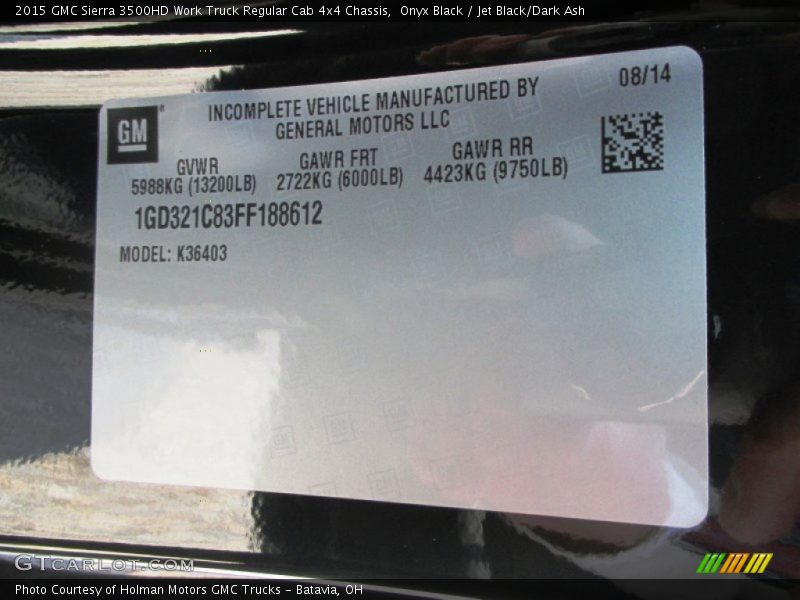 2015 GMC Sierra 3500HD Work Truck Regular Cab 4x4 Chassis, Onyx Black / Jet Black/Dark Ash
08/14
GM
INCOMPLETE VEHICLE MANUFACTURED BY
GENERAL MOTORS LLC
GVWR GAWR FRT GAWR RR
5988KG (13200LB) 2722KG (6000LB) 4423KG (9750LB)
1GD321C83FF188612
MODEL: K36403
GTCARLOT.COM
Photo Courtesy of Holman Motors GMC Trucks – Batavia, OH